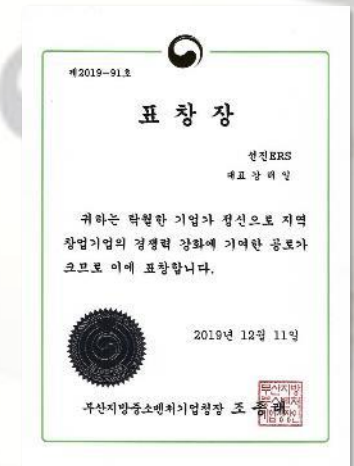 제2019-91호
표 창 장
선진ERS
대표 강 태 일
귀하는 탁월한 기업가 정신으로 지역
창업기업의 경쟁력 강화에 기여한 공로가
크므로 이에 표창합니다.
2019년 12월 11일
부산지방중소벤처기업청장 조 종 래